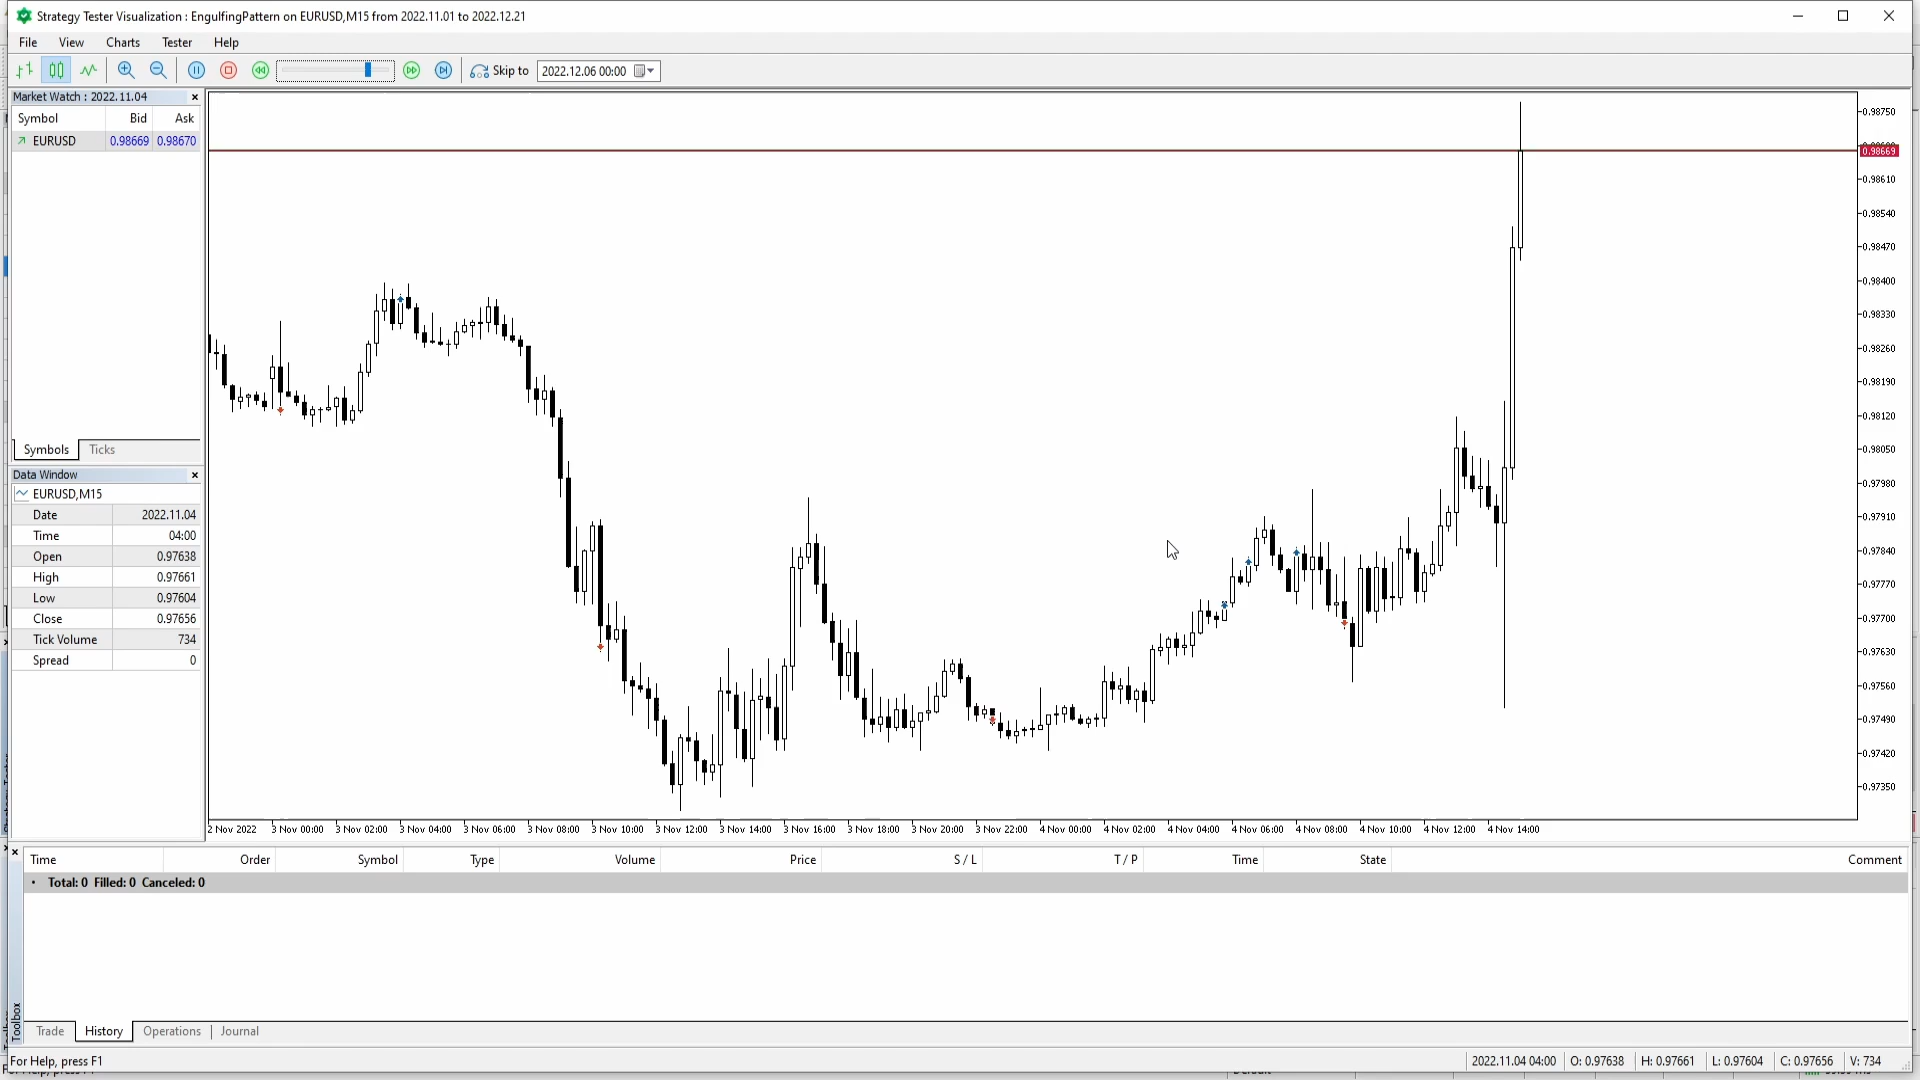 Strategy Tester Visualization : EngulfingPattern on EURUSD,M15 from 2022.11.01 to 2022.12.21
File View Charts Tester Help
Skip to 2022.12.06 00:00
Market Watch : 2022.11.04
Symbol Bid Ask
EURUSD 0.98669 0.98670
Symbols Ticks
Data Window
EURUSD,M15
Date 2022.11.04
Time 04:00
Open 0.97638
High 0.97661
Low 0.97604
Close 0.97656
Tick Volume 734
Spread 0
0.98750
0.98669
0.98610
0.98540
0.98470
0.98400
0.98330
0.98260
0.98190
0.98120
0.98050
0.97980
0.97910
0.97840
0.97770
0.97700
0.97630
0.97560
0.97490
0.97420
0.97350
2 Nov 2022 3 Nov 00:00 3 Nov 02:00 3 Nov 04:00 3 Nov 06:00 3 Nov 08:00 3 Nov 10:00 3 Nov 12:00 3 Nov 14:00 3 Nov 16:00 3 Nov 18:00 3 Nov 20:00 3 Nov 22:00 4 Nov 00:00 4 Nov 02:00 4 Nov 04:00 4 Nov 06:00 4 Nov 08:00 4 Nov 10:00 4 Nov 12:00 4 Nov 14:00
Time Order Symbol Type Volume Price S / L T / P Time State Comment
• Total: 0 Filled: 0 Canceled: 0
Toolbox
Trade History Operations Journal
For Help, press F1 2022.11.04 04:00 O: 0.97638 H: 0.97661 L: 0.97604 C: 0.97656 V: 734